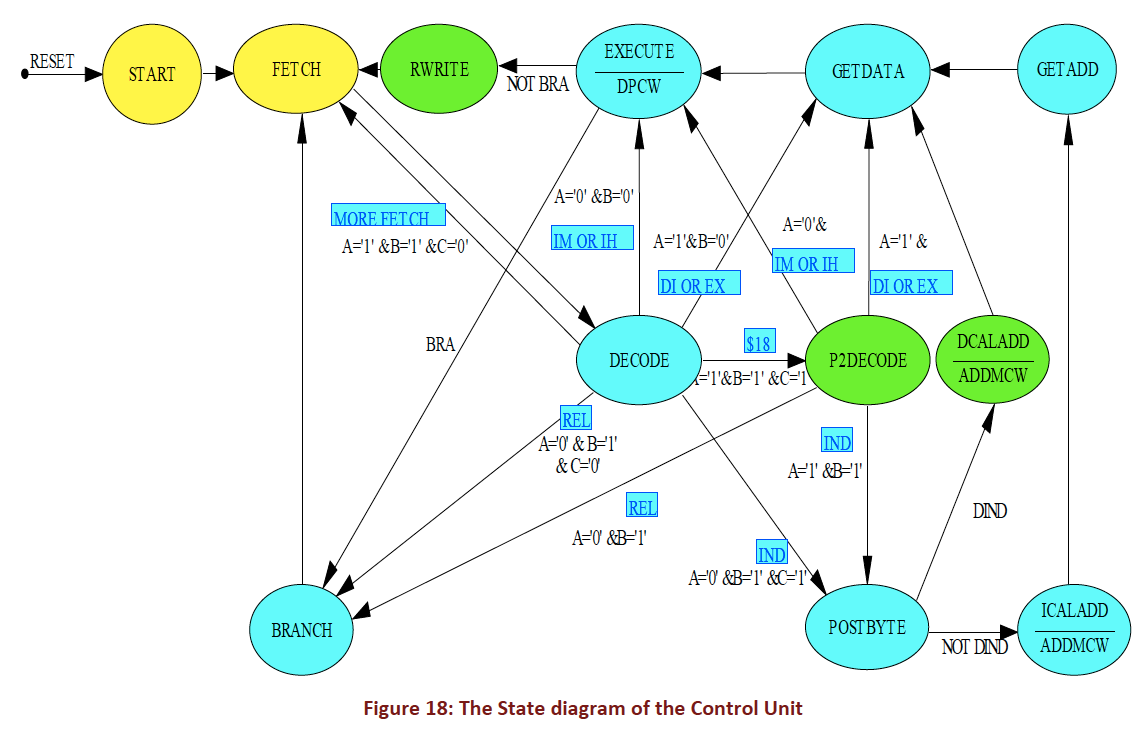 RESET
START
FETCH
RWRITE
EXECUTE
DPCW
GETDATA
GETADD
NOT BRA
MORE FETCH
A='1' &B='1' &C='0'
A='0' &B='0'
IM OR IH
A='1'&B='0'
DI OR EX
A='0'&
IM OR IH
A='1' &
DI OR EX
BRA
DECODE
$18
A='1'&B='1' &C='1
P2DECODE
DCALADD
ADDMCW
REL
A='0' & B='1'
& C='0'
IND
A='1' &B='1'
REL
A='0' &B='1'
DIND
IND
A='0' &B='1' &C='1'
BRANCH
POSTBYTE
NOT DIND
ICALADD
ADDMCW
Figure 18: The State diagram of the Control Unit